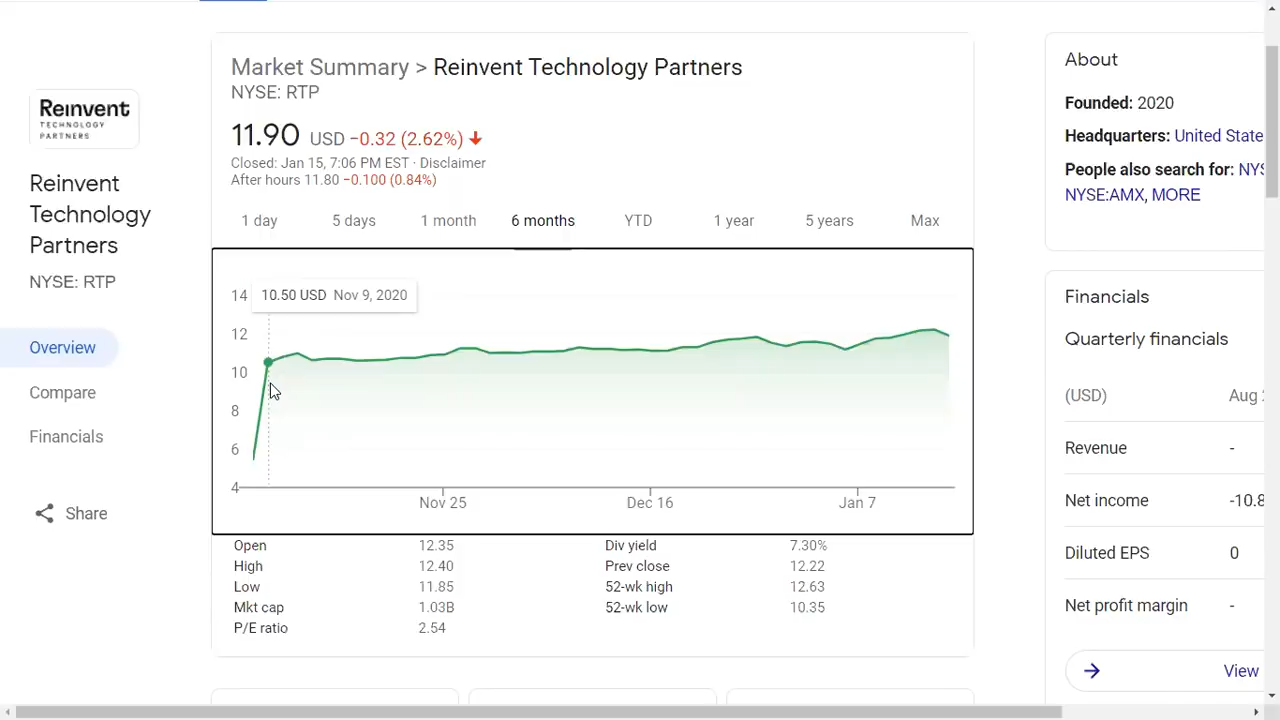 Reinvent
TECHNOLOGY
PARTNERS
Reinvent
Technology
Partners
NYSE: RTP
Overview
Compare
Financials
Share
Market Summary > Reinvent Technology Partners
NYSE: RTP
11.90 USD −0.32 (2.62%)
Closed: Jan 15, 7:06 PM EST · Disclaimer
After hours 11.80 −0.100 (0.84%)
1 day 5 days 1 month 6 months YTD 1 year 5 years Max
10.50 USD Nov 9, 2020
14
12
10
8
6
4
Nov 25 Dec 16 Jan 7
Open 12.35 Div yield 7.30%
High 12.40 Prev close 12.22
Low 11.85 52-wk high 12.63
Mkt cap 1.03B 52-wk low 10.35
P/E ratio 2.54
About
Founded: 2020
Headquarters: United State
People also search for: NYS
NYSE:AMX, MORE
Financials
Quarterly financials
(USD) Aug
Revenue -
Net income -10.8
Diluted EPS 0
Net profit margin -
View